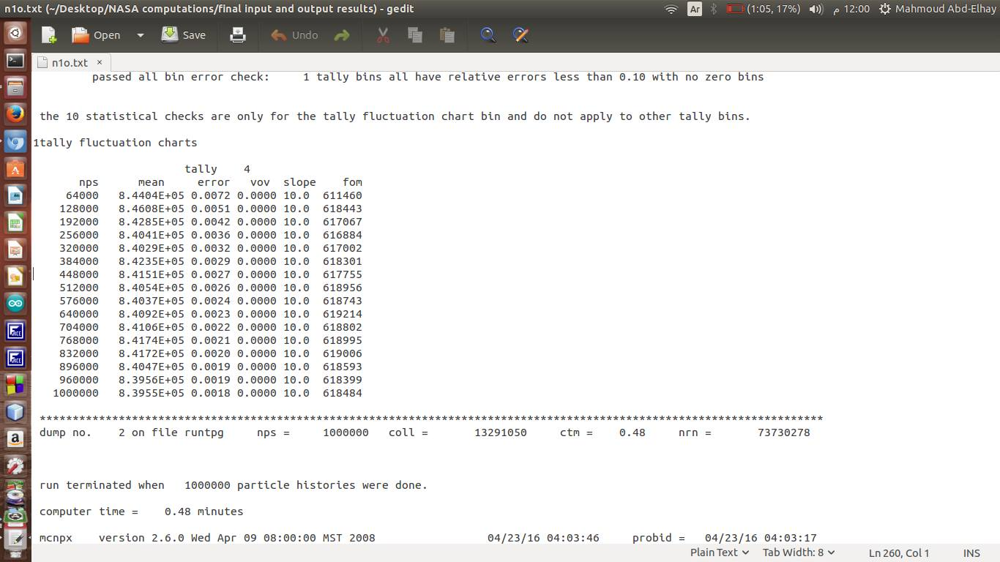 n1o.txt (~/Desktop/NASA computations/final input and output results) - gedit
Ar (1:05, 17%) 12:00 م Mahmoud Abd-Elhay
Open Save Undo
n1o.txt ×
passed all bin error check: 1 tally bins all have relative errors less than 0.10 with no zero bins
the 10 statistical checks are only for the tally fluctuation chart bin and do not apply to other tally bins.
1tally fluctuation charts
tally 4
nps mean error vov slope fom
64000 8.4404E+05 0.0072 0.0000 10.0 611460
128000 8.4608E+05 0.0051 0.0000 10.0 618443
192000 8.4285E+05 0.0042 0.0000 10.0 617067
256000 8.4041E+05 0.0036 0.0000 10.0 616884
320000 8.4029E+05 0.0032 0.0000 10.0 617002
384000 8.4235E+05 0.0029 0.0000 10.0 618301
448000 8.4151E+05 0.0027 0.0000 10.0 617755
512000 8.4054E+05 0.0026 0.0000 10.0 618956
576000 8.4037E+05 0.0024 0.0000 10.0 618743
640000 8.4092E+05 0.0023 0.0000 10.0 619214
704000 8.4106E+05 0.0022 0.0000 10.0 618802
768000 8.4174E+05 0.0021 0.0000 10.0 618995
832000 8.4172E+05 0.0020 0.0000 10.0 619006
896000 8.4047E+05 0.0019 0.0000 10.0 618593
960000 8.3956E+05 0.0019 0.0000 10.0 618399
1000000 8.3955E+05 0.0018 0.0000 10.0 618484
***********************************************************************************************************************
dump no. 2 on file runtpg nps = 1000000 coll = 13291050 ctm = 0.48 nrn = 73730278
run terminated when 1000000 particle histories were done.
computer time = 0.48 minutes
mcnpx version 2.6.0 Wed Apr 09 08:00:00 MST 2008 04/23/16 04:03:46 probid = 04/23/16 04:03:17
Plain Text Tab Width: 8 Ln 260, Col 1 INS